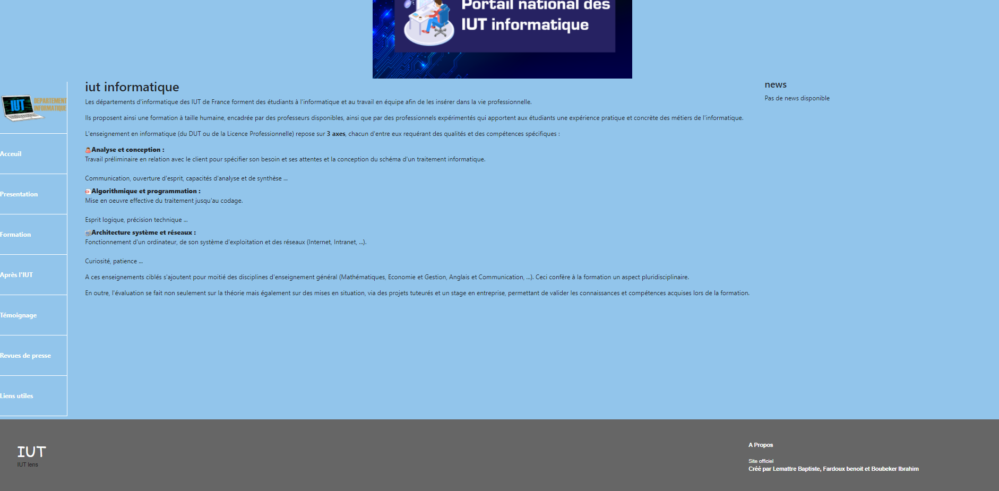 Portail national des
IUT informatique
IUT
DEPARTEMENT
INFORMATIQUE
Acceuil
Presentation
Formation
Après l'IUT
Témoignage
Revues de presse
Liens utiles
iut informatique
Les départements d'informatique des IUT de France forment des étudiants à l'informatique et au travail en équipe afin de les insérer dans la vie professionnelle.
Ils proposent ainsi une formation à taille humaine, encadrée par des professeurs disponibles, ainsi que par des professionnels expérimentés qui apportent aux étudiants une expérience pratique et concrète des métiers de l'informatique.
L'enseignement en informatique (du DUT ou de la Licence Professionnelle) repose sur 3 axes, chacun d'entre eux requérant des qualités et des compétences spécifiques :
Analyse et conception :
Travail préliminaire en relation avec le client pour spécifier son besoin et ses attentes et la conception du schéma d'un traitement informatique.
Communication, ouverture d'esprit, capacités d'analyse et de synthèse ...
Algorithmique et programmation :
Mise en oeuvre effective du traitement jusqu'au codage.
Esprit logique, précision technique ...
Architecture système et réseaux :
Fonctionnement d'un ordinateur, de son système d'exploitation et des réseaux (Internet, Intranet, ...).
Curiosité, patience ...
A ces enseignements ciblés s'ajoutent pour moitié des disciplines d'enseignement général (Mathématiques, Economie et Gestion, Anglais et Communication, ...). Ceci confère à la formation un aspect pluridisciplinaire.
En outre, l'évaluation se fait non seulement sur la théorie mais également sur des mises en situation, via des projets tuteurés et un stage en entreprise, permettant de valider les connaissances et compétences acquises lors de la formation.
news
Pas de news disponible
IUT
IUT lens
A Propos
Site officiel
Créé par Lemattre Baptiste, Fardoux benoit et Boubeker Ibrahim